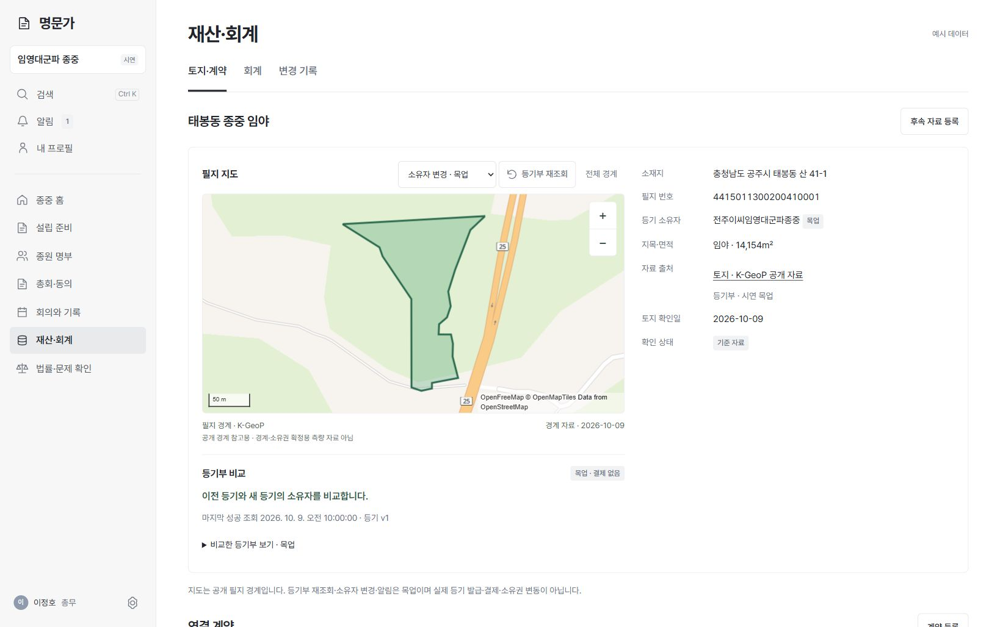 명문가
임영대군파 종중 시연
검색 Ctrl K
알림 1
내 프로필
종중 홈
설립 준비
종원 명부
총회·동의
회의와 기록
재산·회계
법률·문제 확인
이 이정호 총무
재산·회계
예시 데이터
토지·계약 회계 변경 기록
태봉동 종중 임야
후속 자료 등록
필지 지도
소유자 변경 · 목업
등기부 재조회
전체 경계
+
−
25
25
50 m
OpenFreeMap © OpenMapTiles Data from
OpenStreetMap
필지 경계 · K-GeoP
경계 자료 · 2026-10-09
공개 경계 참고용 · 경계·소유권 확정용 측량 자료 아님
등기부 비교
목업 · 결제 없음
이전 등기와 새 등기의 소유자를 비교합니다.
마지막 성공 조회 2026. 10. 9. 오전 10:00:00 · 등기 v1
▶ 비교한 등기부 보기 · 목업
소재지 충청남도 공주시 태봉동 산 41-1
필지 번호 4415011300200410001
등기 소유자 전주이씨임영대군파종중 목업
지목·면적 임야 · 14,154m²
자료 출처 토지 · K-GeoP 공개 자료
등기부 · 시연 목업
토지 확인일 2026-10-09
확인 상태 기준 자료
지도는 공개 필지 경계입니다. 등기부 재조회·소유자 변경·알림은 목업이며 실제 등기 발급·결제·소유권 변동이 아닙니다.
연결 계약
계약 등록